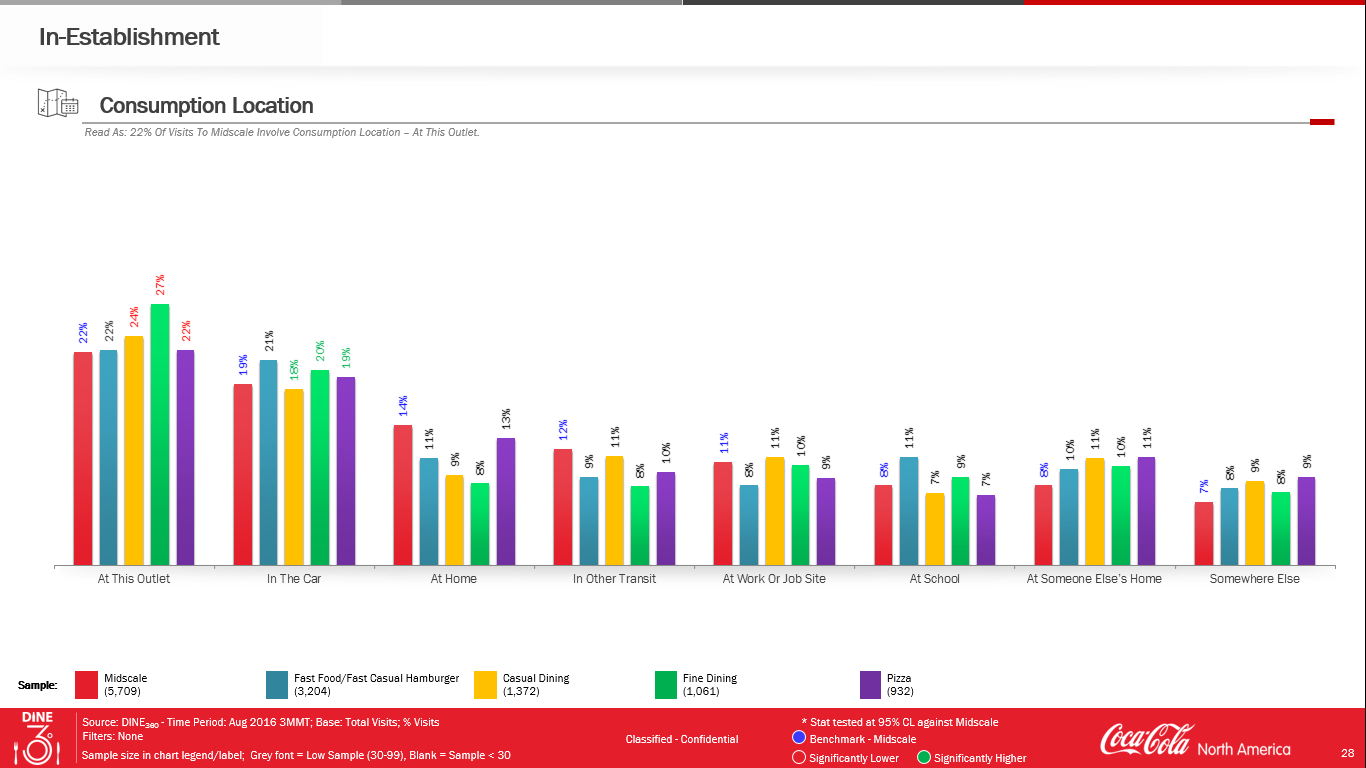 In-Establishment
Consumption Location
Read As: 22% Of Visits To Midscale Involve Consumption Location – At This Outlet.
22% 22% 24% 27% 22%
19% 21% 18% 20% 19%
14% 11% 9% 8% 13%
12% 9% 11% 8% 10%
11% 8% 11% 10% 9%
8% 11% 7% 9% 7%
8% 10% 11% 10% 11%
7% 8% 9% 8% 9%
At This Outlet In The Car At Home In Other Transit At Work Or Job Site At School At Someone Else's Home Somewhere Else
Sample:
Midscale
(5,709)
Fast Food/Fast Casual Hamburger
(3,204)
Casual Dining
(1,372)
Fine Dining
(1,061)
Pizza
(932)
DINE
3°
Source: DINE360 - Time Period: Aug 2016 3MMT; Base: Total Visits; % Visits
Filters: None
Sample size in chart legend/label; Grey font = Low Sample (30-99), Blank = Sample < 30
Classified - Confidential
* Stat tested at 95% CL against Midscale
Benchmark - Midscale
Significantly Lower Significantly Higher
Coca-Cola North America
28